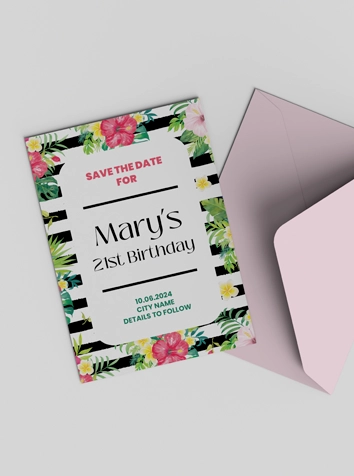 SAVE THE DATE
FOR
Mary's
21st Birthday
10.06.2024
CITY NAME
DETAILS TO FOLLOW